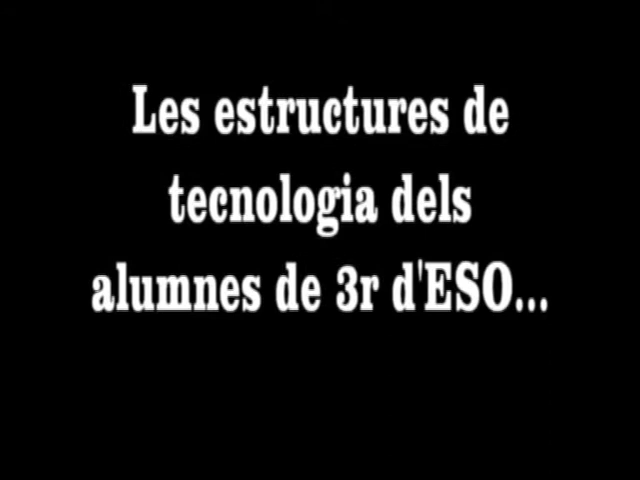 Les estructures de
tecnologia dels
alumnes de 3r d'ESO...